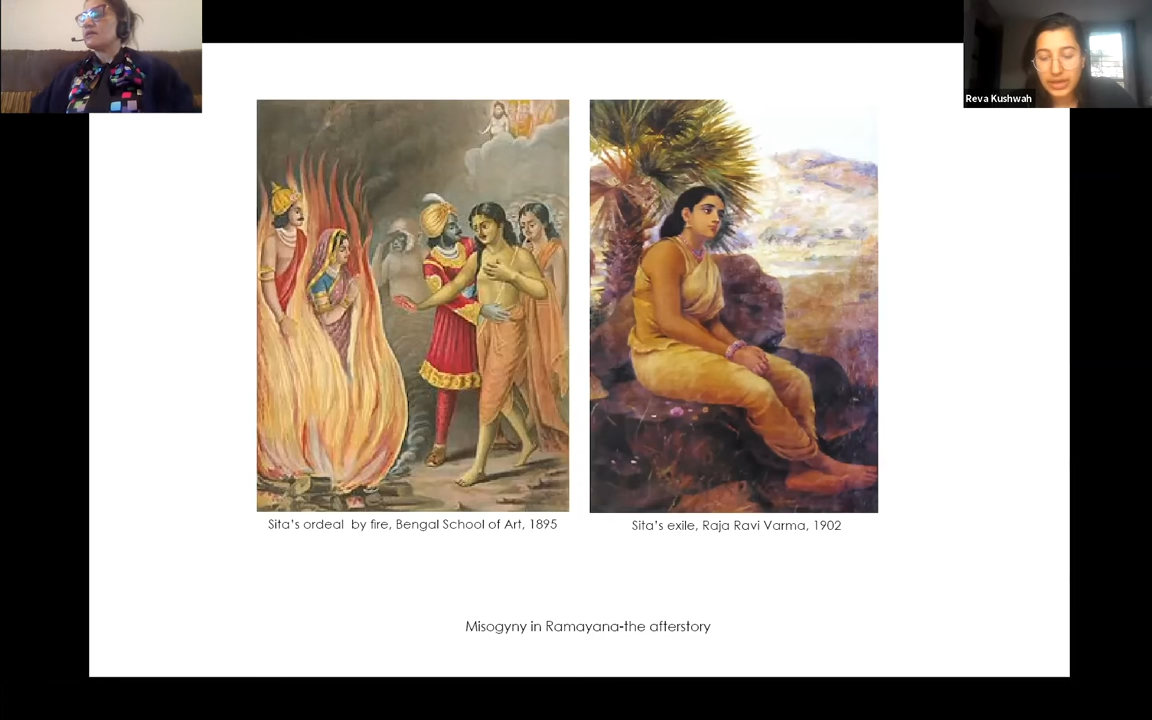 Reva Kushwah
Sita's ordeal by fire, Bengal School of Art, 1895
Sita's exile, Raja Ravi Varma, 1902
Misogyny in Ramayana-the afterstory